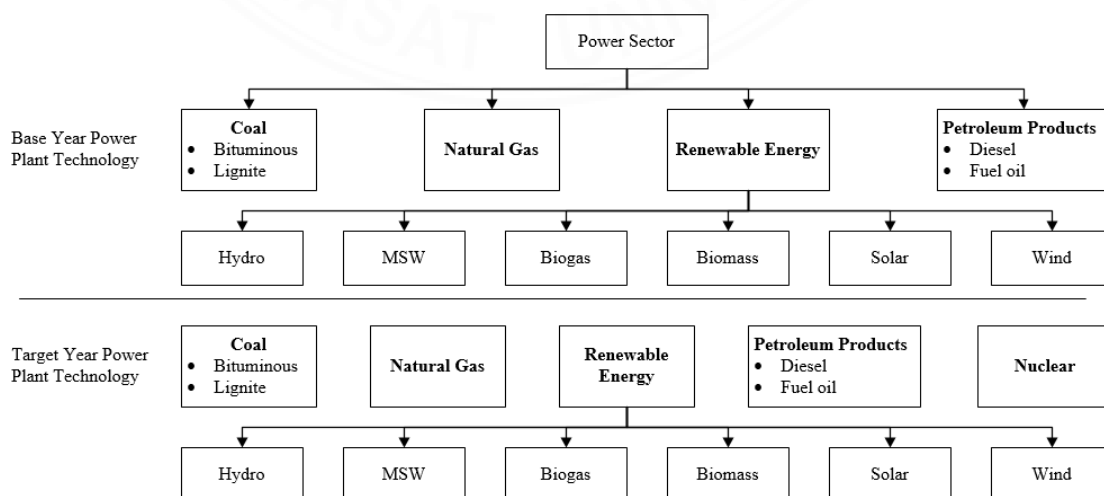 Power Sector
Base Year Power
Plant Technology
Coal
• Bituminous
• Lignite
Natural Gas
Renewable Energy
Petroleum Products
• Diesel
• Fuel oil
Hydro
MSW
Biogas
Biomass
Solar
Wind
Target Year Power
Plant Technology
Coal
• Bituminous
• Lignite
Natural Gas
Renewable
Energy
Petroleum Products
• Diesel
• Fuel oil
Nuclear
Hydro
MSW
Biogas
Biomass
Solar
Wind